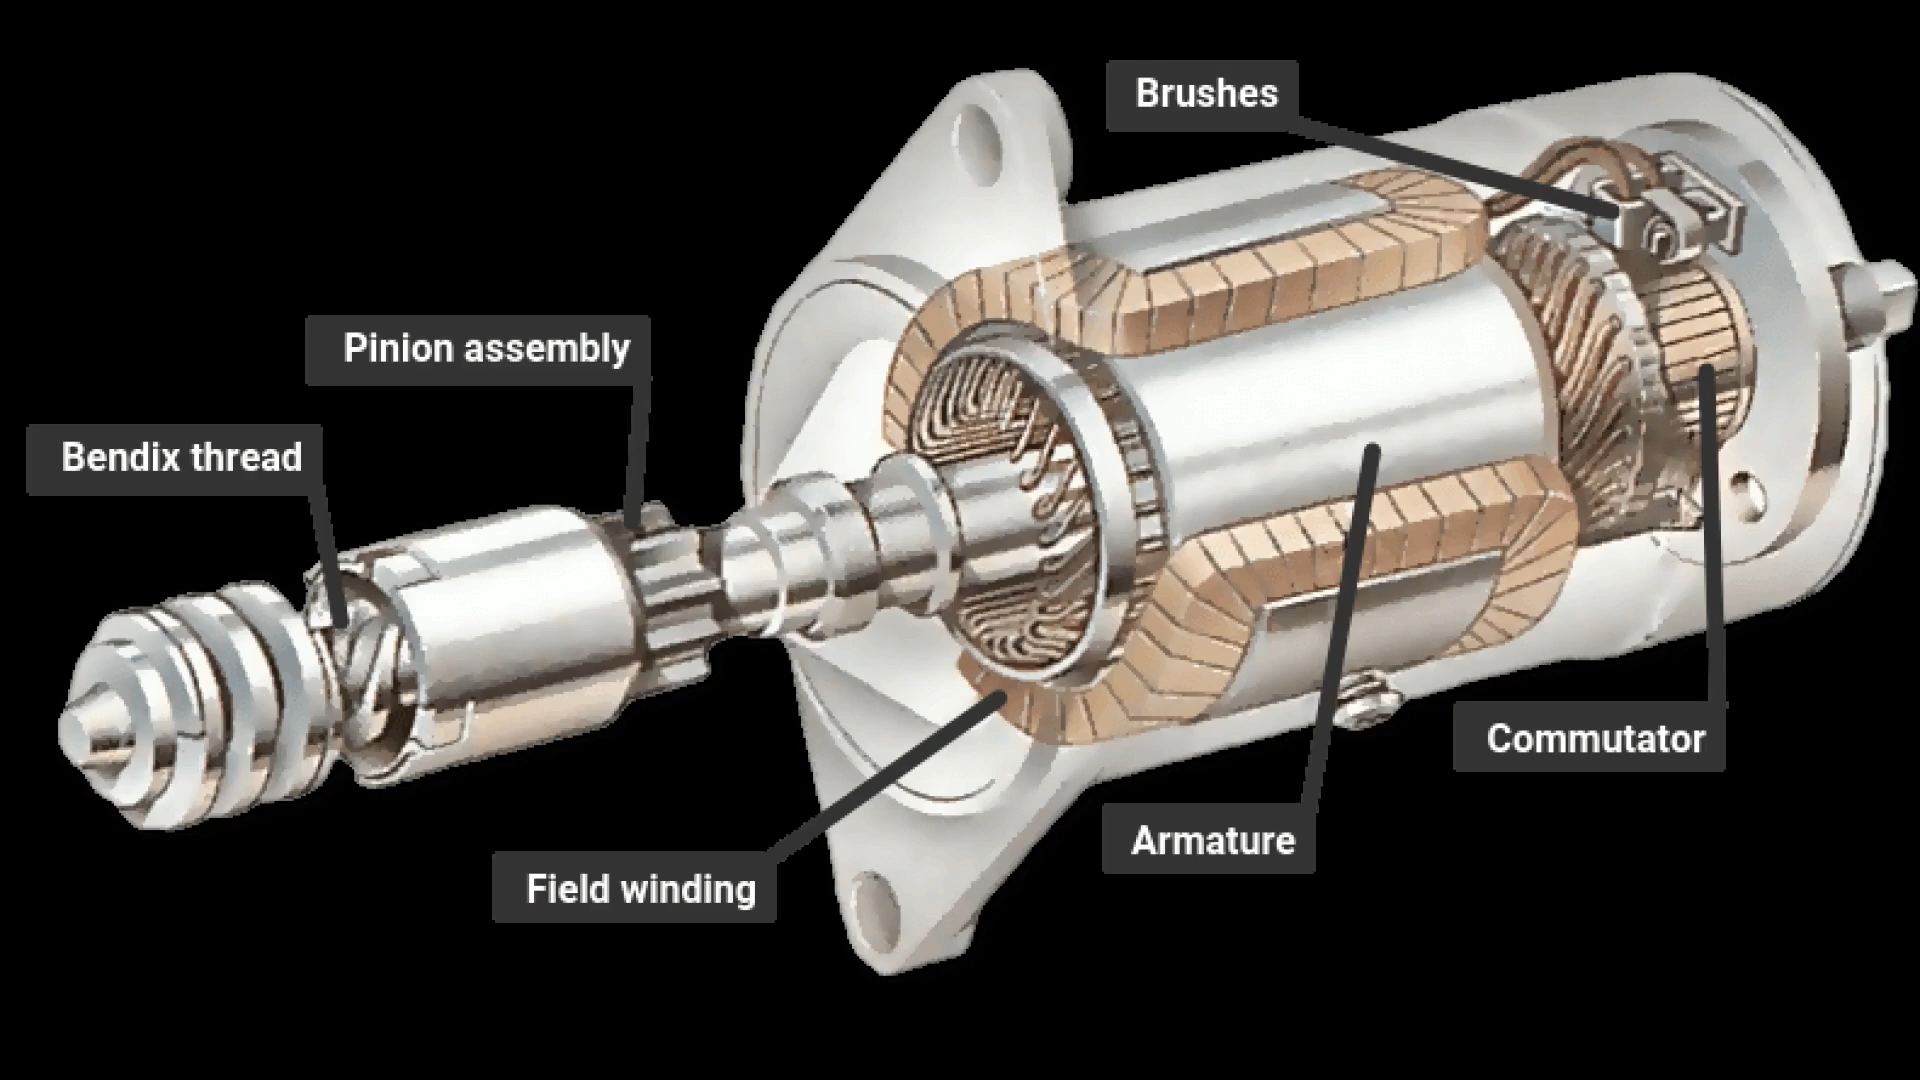 Brushes
Pinion assembly
Bendix thread
Commutator
Armature
Field winding